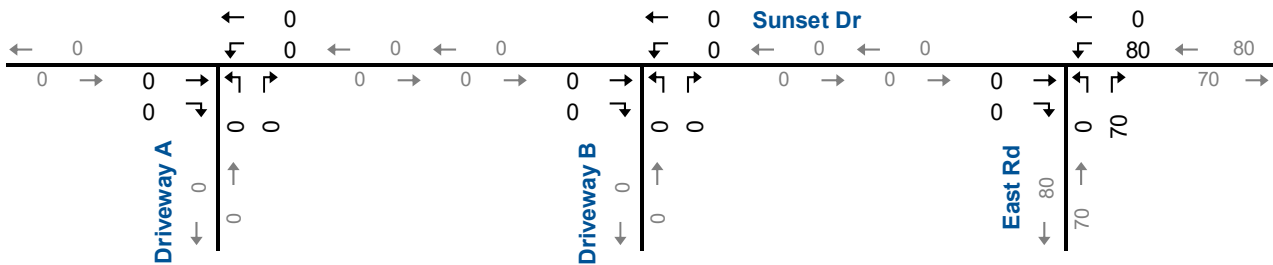 0 0 0 Sunset Dr 0
0 0 0 0 0 0 0 80 80
0 0 0 0 0 0 0 0 70
0 0 0
0 0 0 0 0 70
Driveway A 0 0
Driveway B 0 0
East Rd 80 70